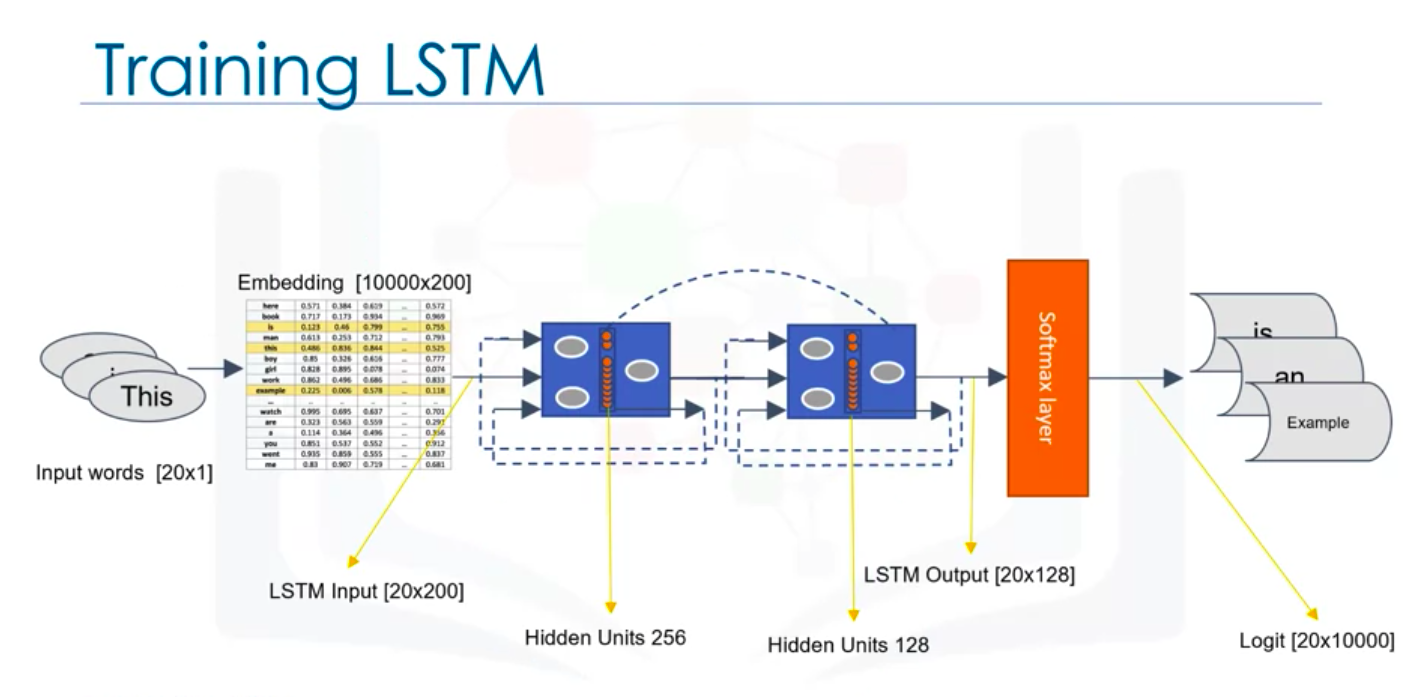 Training LSTM
Embedding [10000x200]
here 0.571 0.384 0.619 ... 0.572
book 0.717 0.173 0.934 ... 0.969
is 0.123 0.46 0.799 ... 0.755
man 0.613 0.253 0.712 ... 0.793
this 0.486 0.836 0.844 ... 0.525
boy 0.85 0.326 0.616 ... 0.777
girl 0.828 0.895 0.078 ... 0.074
work 0.862 0.496 0.686 ... 0.833
example 0.225 0.006 0.578 ... 0.118
... ... ... ... ... ...
watch 0.995 0.695 0.637 ... 0.701
are 0.323 0.563 0.559 ...
a 0.114 0.364 0.496 ...
you 0.851 0.537 0.552 ... 0.912
went 0.935 0.859 0.555 ... 0.837
me 0.83 0.907 0.719 ... 0.681
This
Input words [20x1]
Softmax layer
is
an
Example
LSTM Input [20x200]
Hidden Units 256
Hidden Units 128
LSTM Output [20x128]
Logit [20x10000]